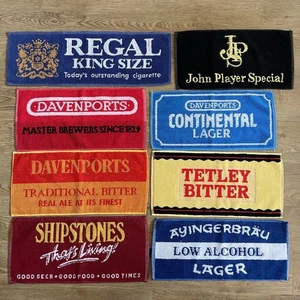 REGAL
KING SIZE
Today's outstanding cigarette
JPS
John Player Special
DAVENPORTS
MASTER BREWERS SINCE 1829
DAVENPORTS
CONTINENTAL
LAGER
DAVENPORTS
TRADITIONAL BITTER
REAL ALE AT ITS FINEST
TETLEY
BITTER
SHIPSTONES
That's Living!
GOOD BEER • GOOD FOOD • GOOD TIMES
AYINGERBRÄU
LOW ALCOHOL
LAGER